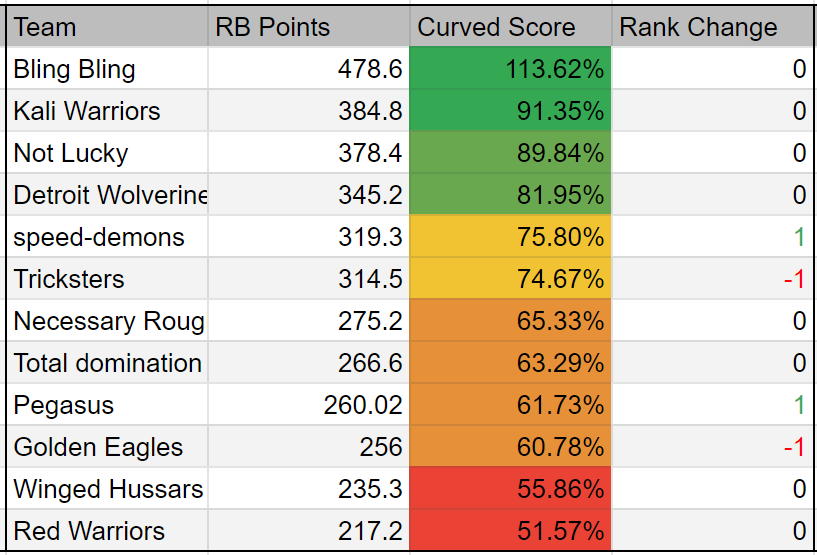 Team RB Points Curved Score Rank Change
Bling Bling 478.6 113.62% 0
Kali Warriors 384.8 91.35% 0
Not Lucky 378.4 89.84% 0
Detroit Wolverine 345.2 81.95% 0
speed-demons 319.3 75.80% 1
Tricksters 314.5 74.67% -1
Necessary Roug 275.2 65.33% 0
Total domination 266.6 63.29% 0
Pegasus 260.02 61.73% 1
Golden Eagles 256 60.78% -1
Winged Hussars 235.3 55.86% 0
Red Warriors 217.2 51.57% 0